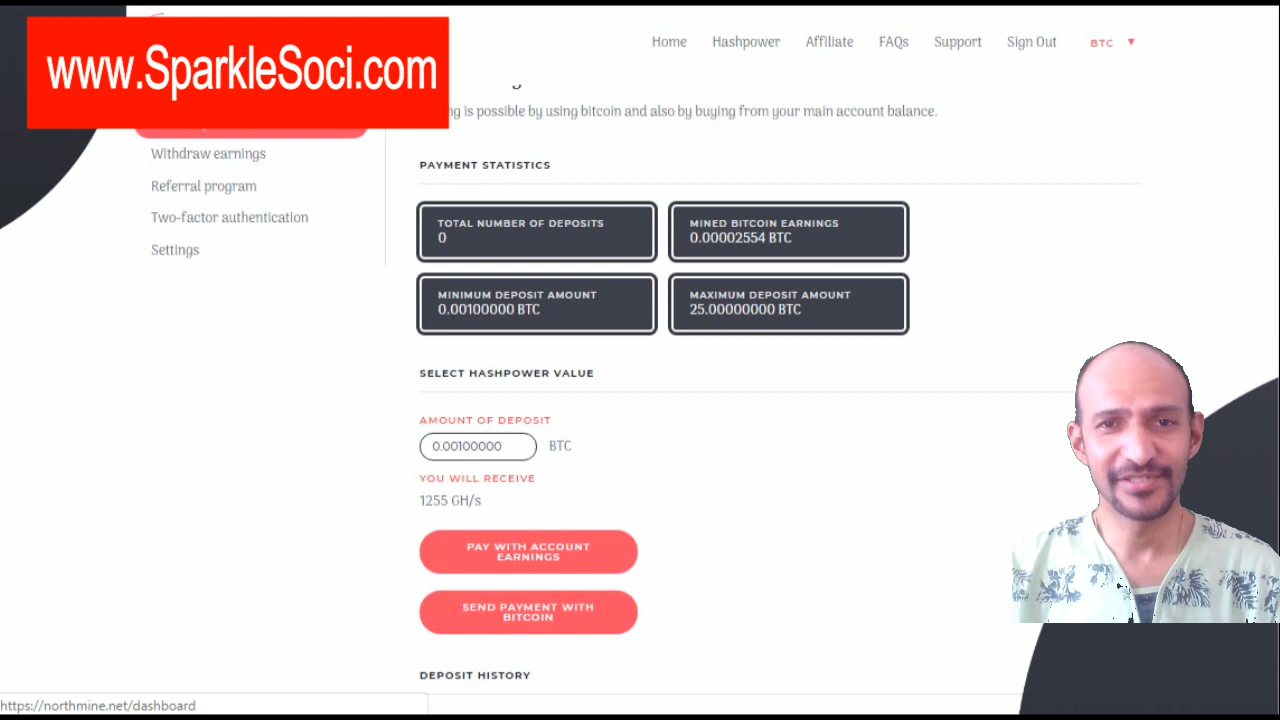 www.SparkleSoci.com
Home Hashpower Affiliate FAQs Support Sign Out BTC
is possible by using bitcoin and also by buying from your main account balance.
Withdraw earnings
Referral program
Two-factor authentication
Settings
PAYMENT STATISTICS
TOTAL NUMBER OF DEPOSITS
0
MINED BITCOIN EARNINGS
0.00002554 BTC
MINIMUM DEPOSIT AMOUNT
0.00100000 BTC
MAXIMUM DEPOSIT AMOUNT
25.00000000 BTC
SELECT HASHPOWER VALUE
AMOUNT OF DEPOSIT
0.00100000 BTC
YOU WILL RECEIVE
1255 GH/s
PAY WITH ACCOUNT
EARNINGS
SEND PAYMENT WITH
BITCOIN
DEPOSIT HISTORY
https://northmine.net/dashboard